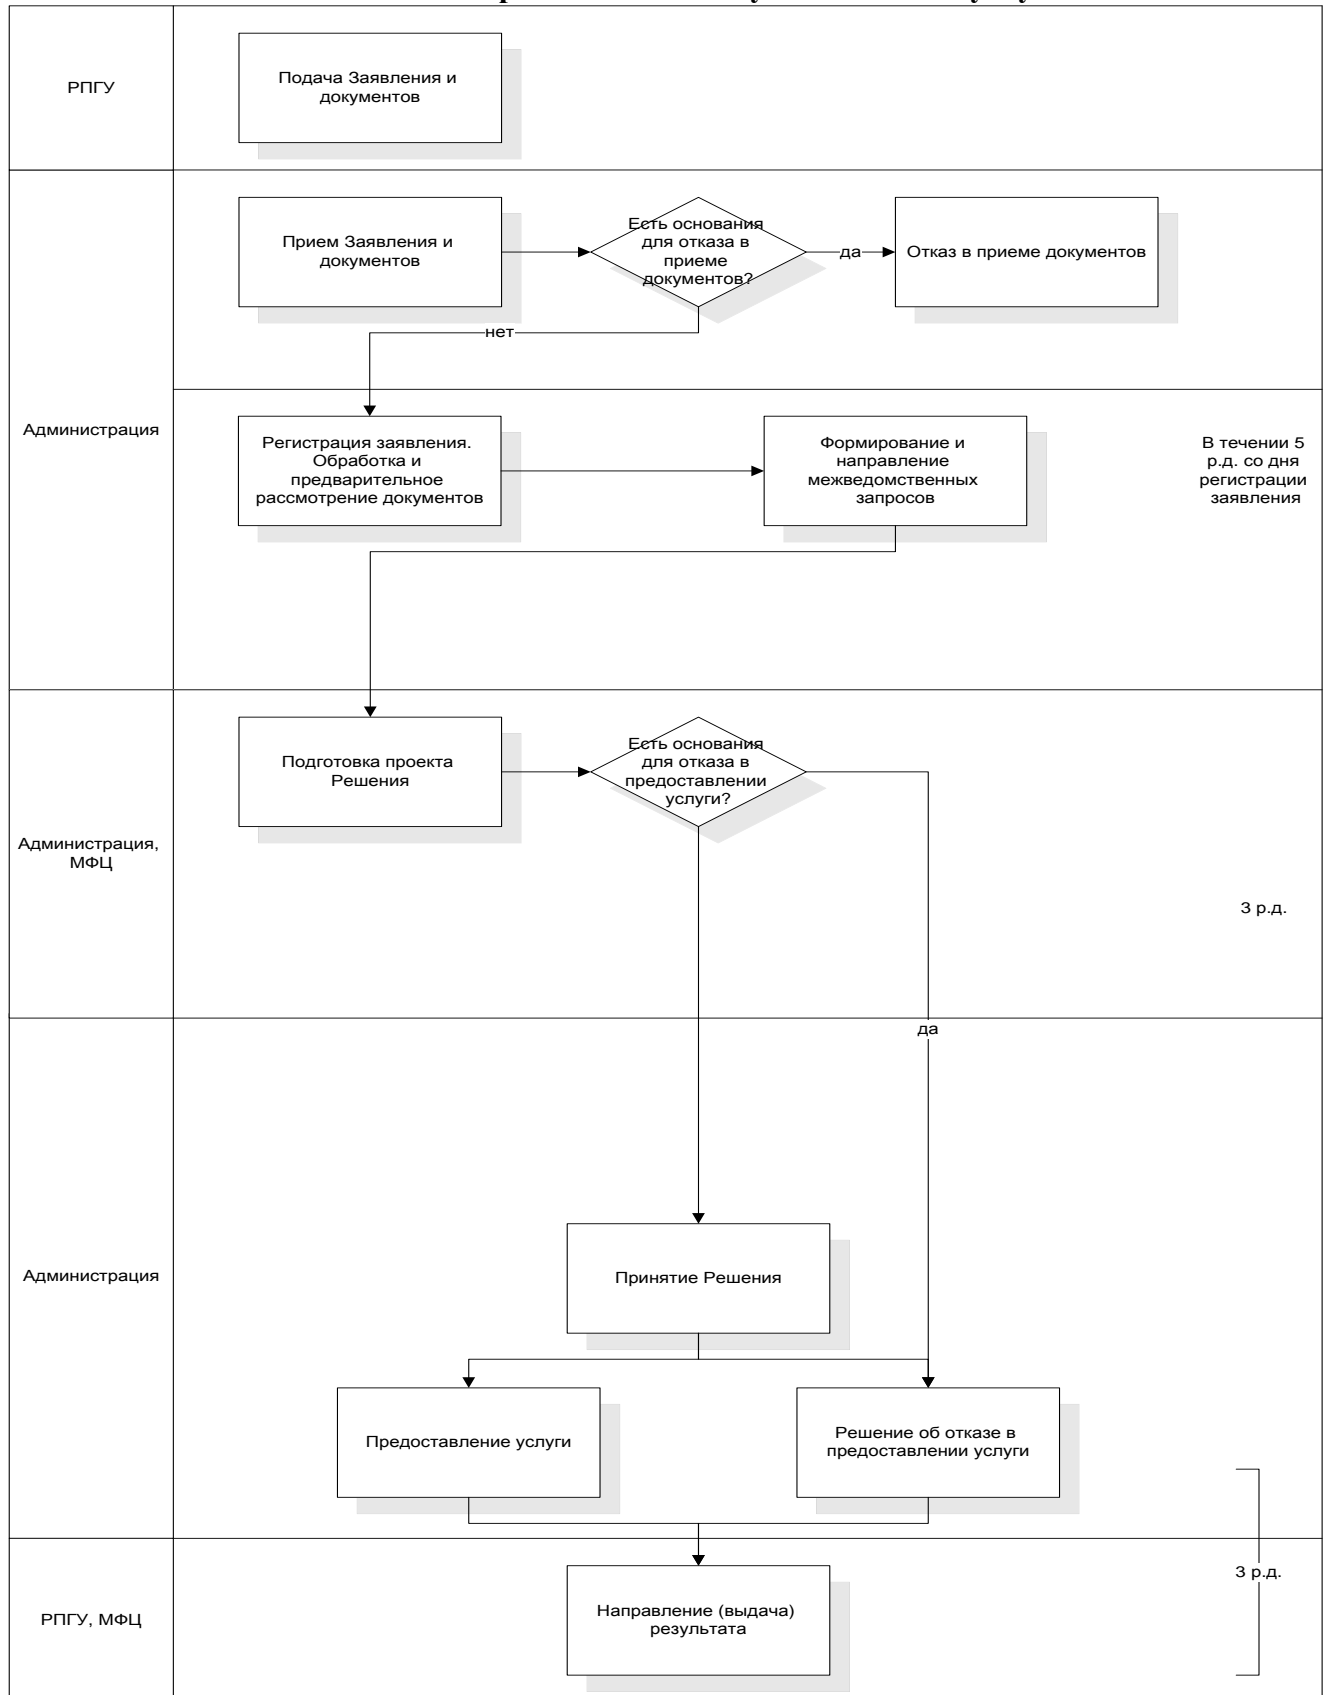 РПГУ
Подача Заявления и
документов
Администрация
Прием Заявления и
документов
Есть основания
для отказа в
приеме
документов?
да
Отказ в приеме документов
нет
Регистрация заявления.
Обработка и
предварительное
рассмотрение документов
Формирование и
направление
межведомственных
запросов
В течении 5
р.д. со дня
регистрации
заявления
Администрация,
МФЦ
Подготовка проекта
Решения
Есть основания
для отказа в
предоставлении
услуги?
3 р.д.
да
Администрация
Принятие Решения
Предоставление услуги
Решение об отказе в
предоставлении услуги
3 р.д.
РПГУ, МФЦ
Направление (выдача)
результата